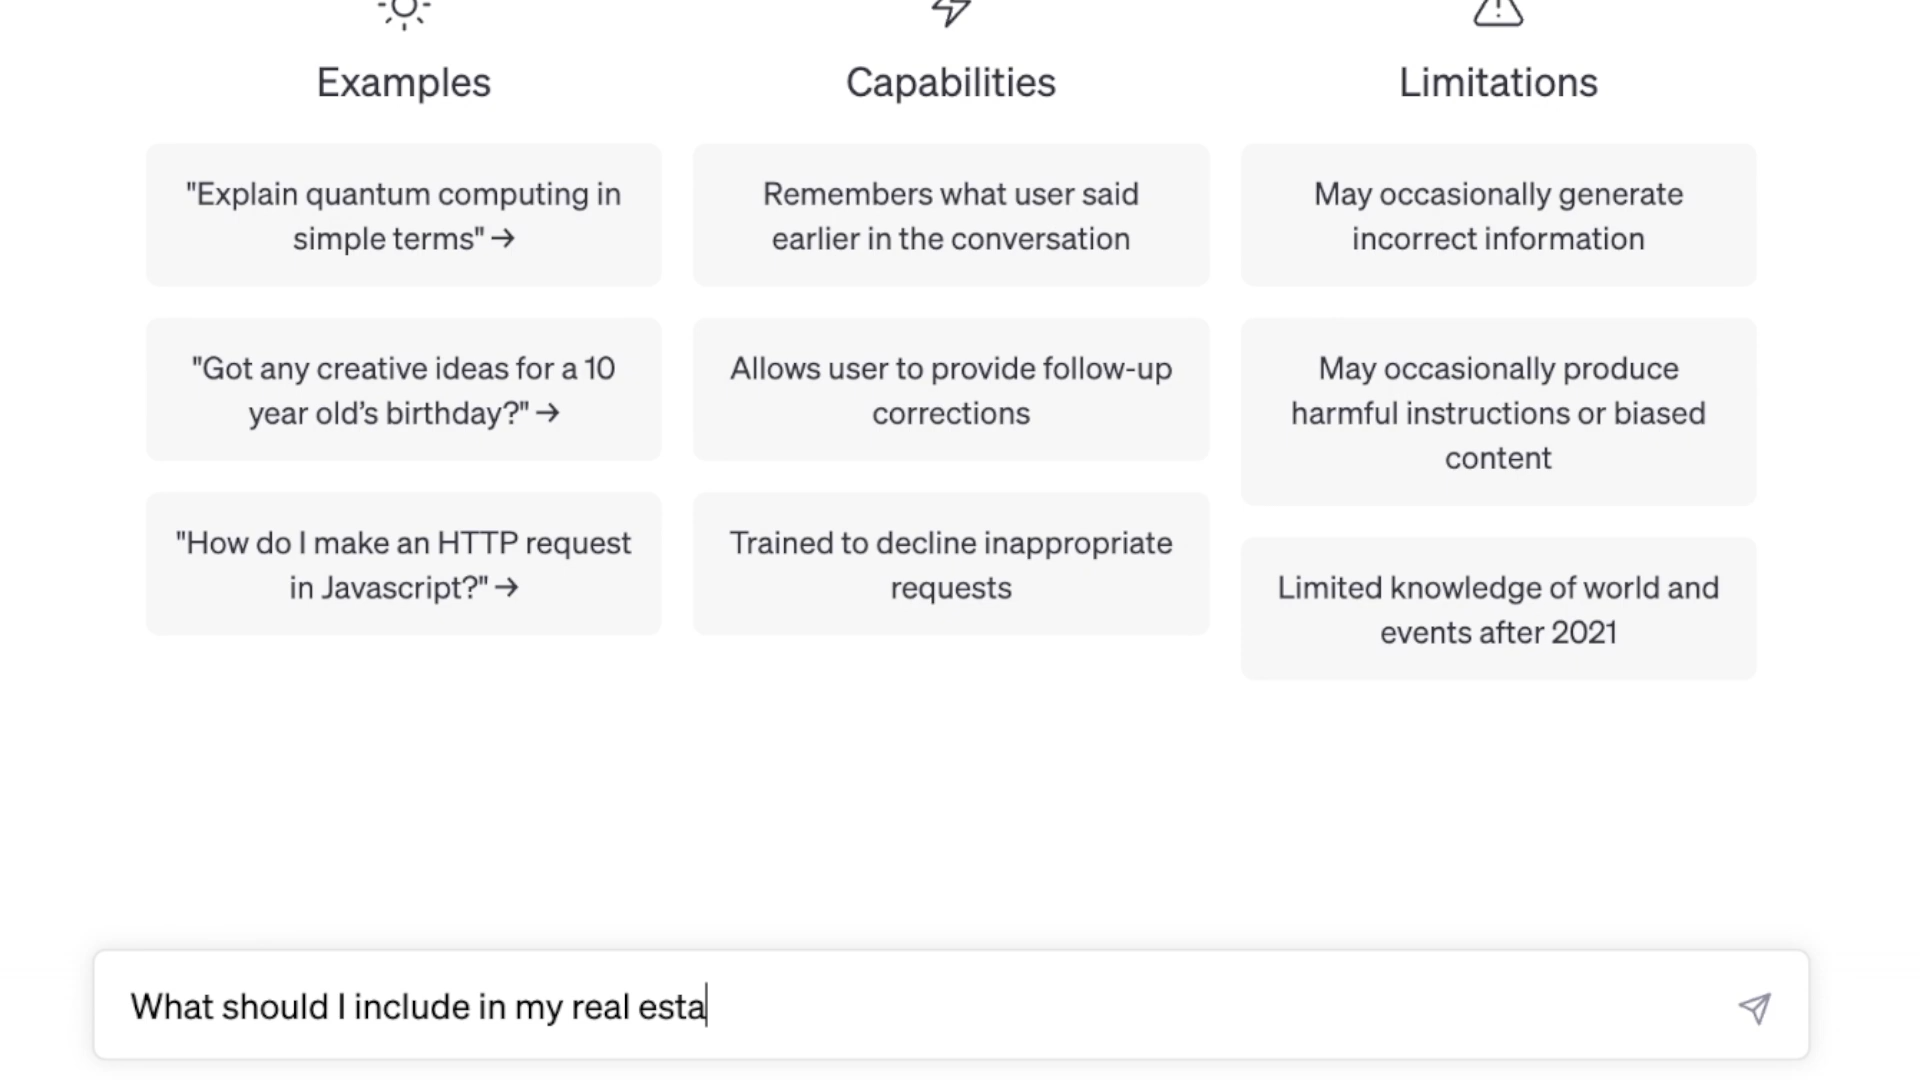 Examples
Capabilities
Limitations
"Explain quantum computing in
simple terms" →
Remembers what user said
earlier in the conversation
May occasionally generate
incorrect information
"Got any creative ideas for a 10
year old’s birthday?" →
Allows user to provide follow-up
corrections
May occasionally produce
harmful instructions or biased
content
"How do I make an HTTP request
in Javascript?" →
Trained to decline inappropriate
requests
Limited knowledge of world and
events after 2021
What should I include in my real esta